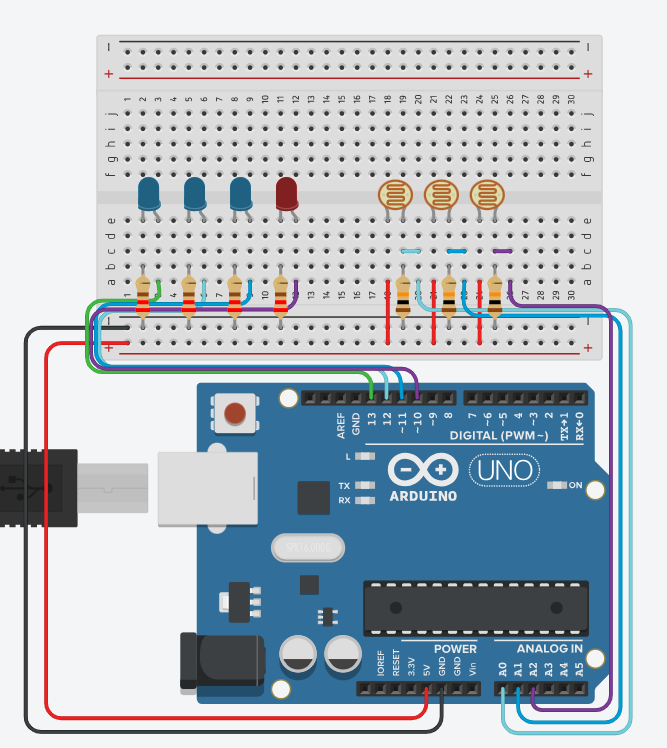 1 2 3 4 5 6 7 8 9 10 11 12 13 14 15 16 17 18 19 20 21 22 23 24 25 26 27 28 29 30
j j
i i
h h
g g
f f
e e
d d
c c
b b
a a
AREF GND 13 12 ~11 ~10 ~9 8 7 ~6 ~5 4 ~3 2 TX→1 RX←0
DIGITAL (PWM~)
L
TX
RX
ARDUINO
UNO
ON
SPK16.000G
POWER ANALOG IN
IOREF RESET 3.3V 5V GND GND Vin A0 A1 A2 A3 A4 A5